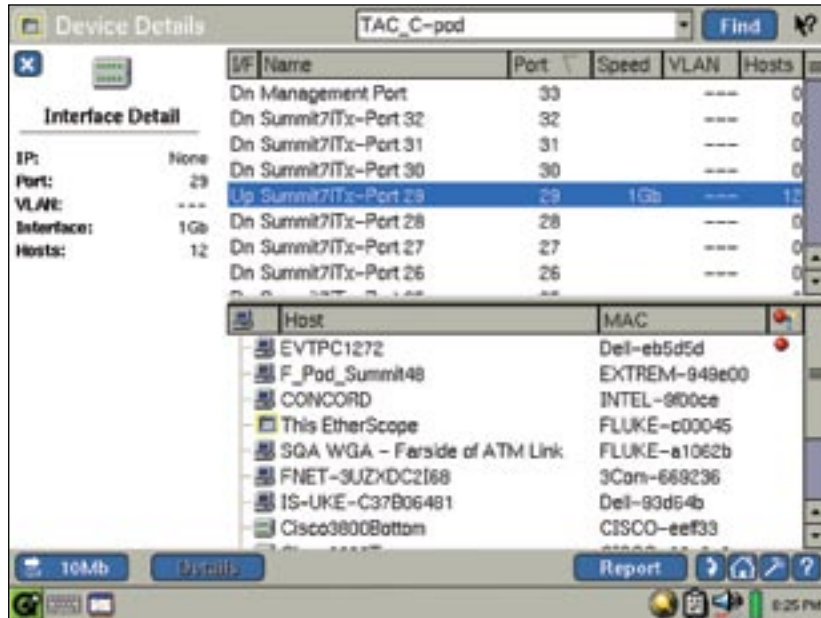 Device Details
TAC_C-pod
Find
Interface Detail
IP: None
Port: 29
VLAN: ---
Interface: 1Gb
Hosts: 12
I/F Name Port Speed VLAN Hosts
Dn Management Port 33 --- 0
Dn Summit7iTx-Port 32 32 --- 0
Dn Summit7iTx-Port 31 31 --- 0
Dn Summit7iTx-Port 30 30 --- 0
Up Summit7iTx-Port 29 29 1Gb --- 12
Dn Summit7iTx-Port 28 28 --- 0
Dn Summit7iTx-Port 27 27 --- 0
Dn Summit7iTx-Port 26 26 --- 0
Host MAC
EVTPC1272 Dell-eb5d5d
F_Pod_Summit48 EXTREM-949e00
CONCORD INTEL-9f00ce
This EtherScope FLUKE-c00045
SQA WGA - Farside of ATM Link FLUKE-a1062b
FNET-3UZXDC2I68 3Com-669236
IS-UKE-C37B06481 Dell-93d64b
Cisco3800Bottom CISCO-eeff33
10Mb
Details
Report
?
8:25 PM